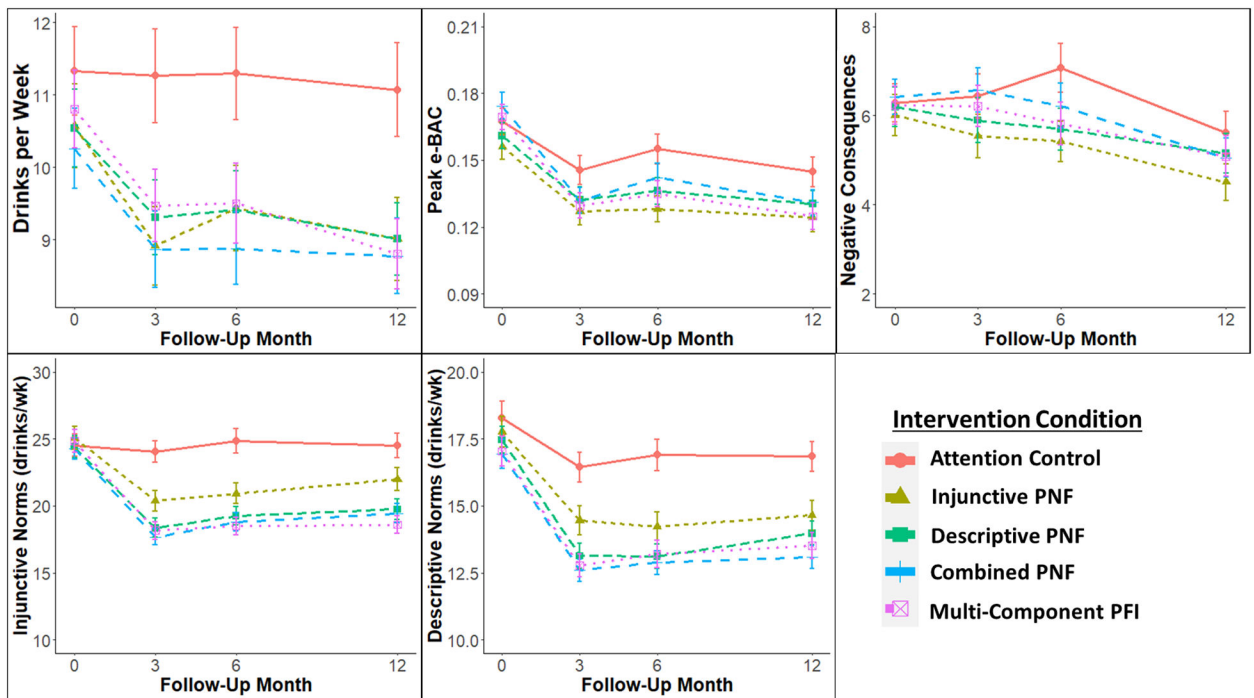 Drinks per Week
12
11
10
9
0 3 6 12
Follow-Up Month
Peak e-BAC
0.21
0.18
0.15
0.12
0.09
0 3 6 12
Follow-Up Month
Negative Consequences
8
6
4
2
0 3 6 12
Follow-Up Month
Injunctive Norms (drinks/wk)
30
25
20
15
10
0 3 6 12
Follow-Up Month
Descriptive Norms (drinks/wk)
20.0
17.5
15.0
12.5
10.0
0 3 6 12
Follow-Up Month
Intervention Condition
Attention Control
Injunctive PNF
Descriptive PNF
Combined PNF
Multi-Component PFI